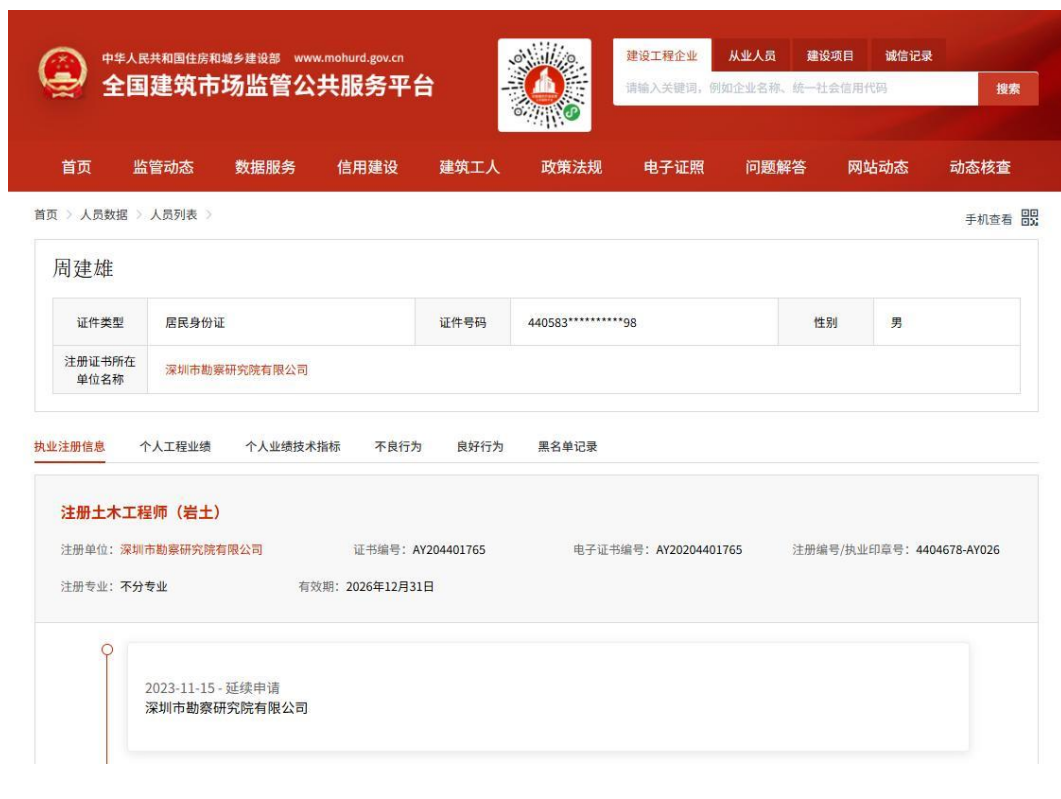 中华人民共和国住房和城乡建设部 www.mohurd.gov.cn
全国建筑市场监管公共服务平台
建设工程企业 从业人员 建设项目 诚信记录
请输入关键词，例如企业名称、统一社会信用代码 搜索
首页 监管动态 数据服务 信用建设 建筑工人 政策法规 电子证照 问题解答 网站动态 动态核查
首页 > 人员数据 > 人员列表 >
手机查看
周建雄
证件类型 居民身份证 证件号码 440583**********98 性别 男
注册证书所在
单位名称
深圳市勘察研究院有限公司
执业注册信息 个人工程业绩 个人业绩技术指标 不良行为 良好行为 黑名单记录
注册土木工程师（岩土）
注册单位：深圳市勘察研究院有限公司 证书编号：AY204401765 电子证书编号：AY20204401765 注册编号/执业印章号：4404678-AY026
注册专业：不分专业 有效期：2026年12月31日
2023-11-15 - 延续申请
深圳市勘察研究院有限公司